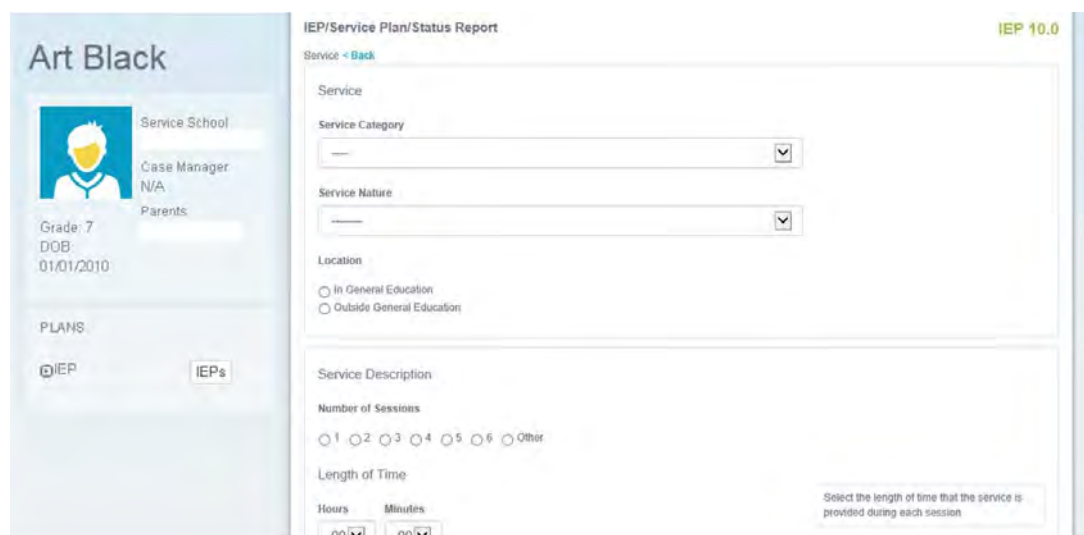 Art Black
Service School
Case Manager
N/A
Parents
Grade: 7
DOB:
01/01/2010
PLANS
IEP
IEPs
IEP/Service Plan/Status Report
IEP 10.0
Service < Back
Service
Service Category
----
Service Nature
-------
Location
In General Education
Outside General Education
Service Description
Number of Sessions
1 2 3 4 5 6 Other
Length of Time
Hours Minutes
00 00
Select the length of time that the service is
provided during each session